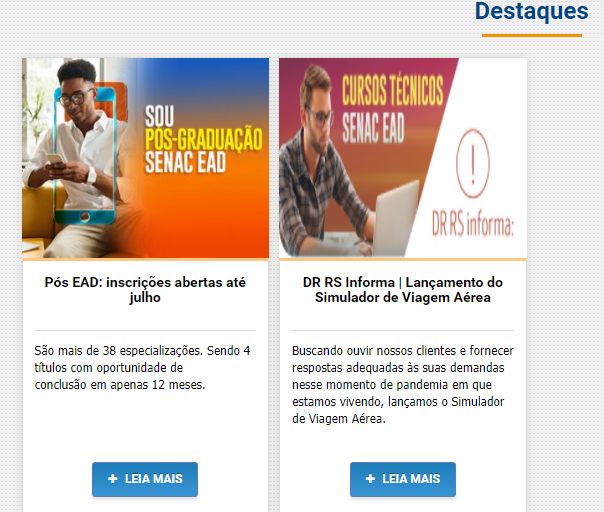 Destaques
SOU
PÓS-GRADUAÇÃO
SENAC EAD
CURSOS TÉCNICOS
SENAC EAD
DR RS informa:
Pós EAD: inscrições abertas até
julho
São mais de 38 especializações. Sendo 4
títulos com oportunidade de
conclusão em apenas 12 meses.
+ LEIA MAIS
DR RS Informa | Lançamento do
Simulador de Viagem Aérea
Buscando ouvir nossos clientes e fornecer
respostas adequadas às suas demandas
nesse momento de pandemia em que
estamos vivendo, lançamos o Simulador
de Viagem Aérea.
+ LEIA MAIS